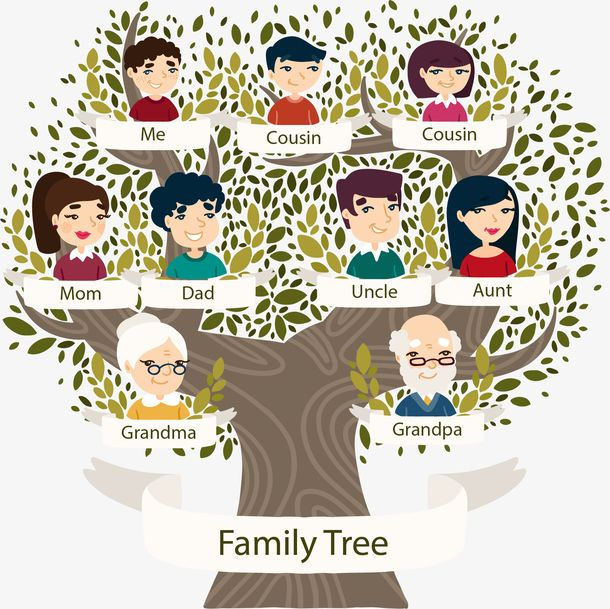 Me
Cousin
Cousin
Mom
Dad
Uncle
Aunt
Grandma
Grandpa
Family Tree